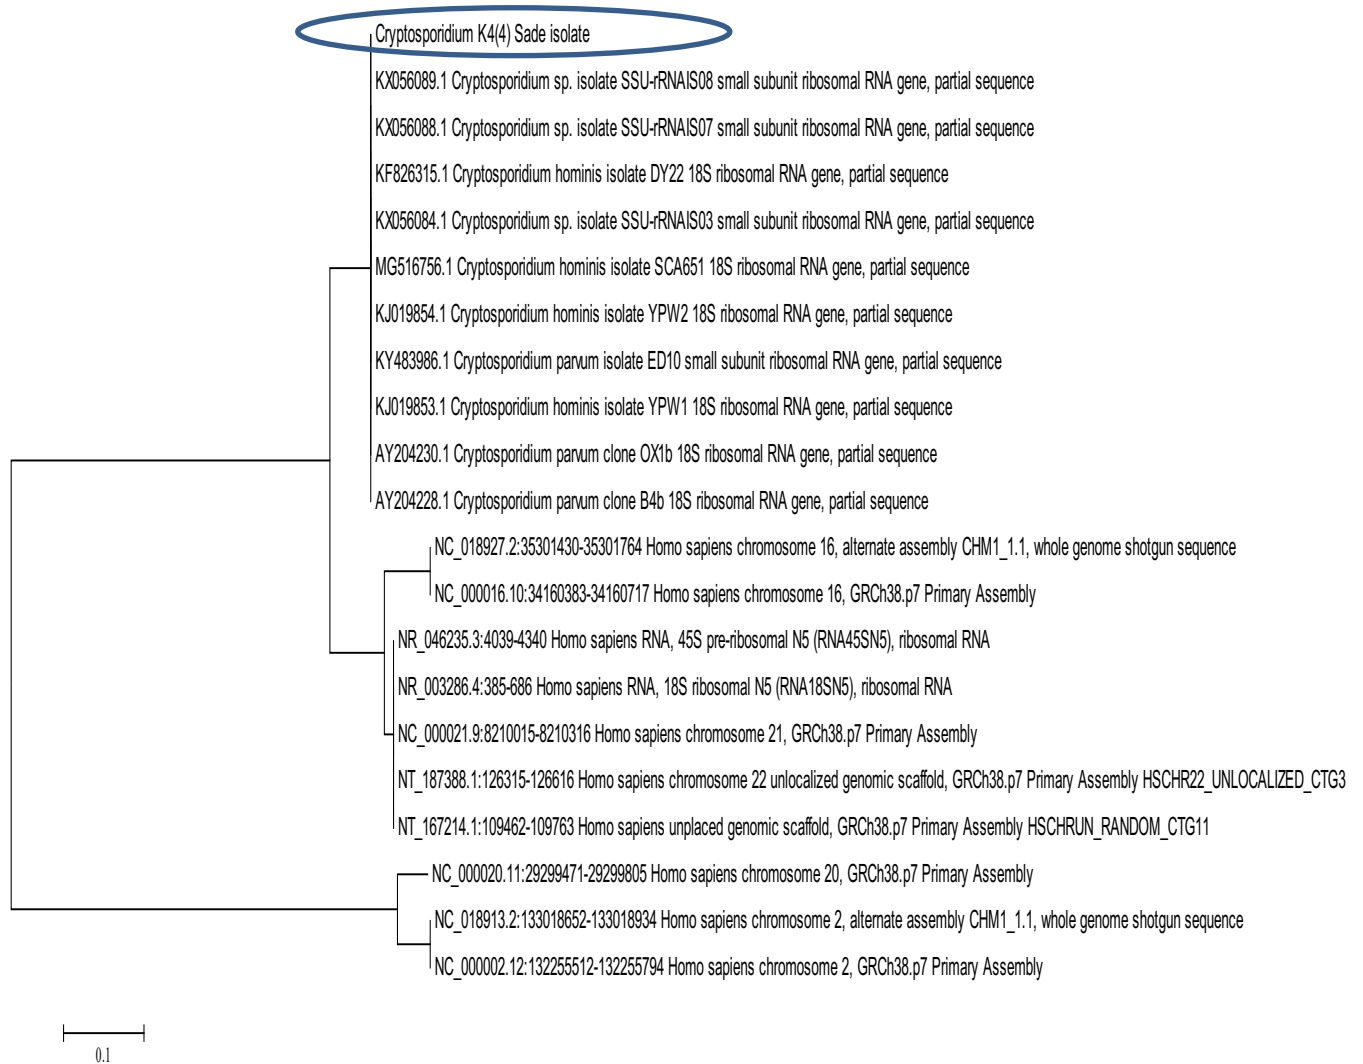 Cryptosporidium K4(4) Sade isolate
KX056089.1 Cryptosporidium sp. isolate SSU-rRNAIS08 small subunit ribosomal RNA gene, partial sequence
KX056088.1 Cryptosporidium sp. isolate SSU-rRNAIS07 small subunit ribosomal RNA gene, partial sequence
KF826315.1 Cryptosporidium hominis isolate DY22 18S ribosomal RNA gene, partial sequence
KX056084.1 Cryptosporidium sp. isolate SSU-rRNAIS03 small subunit ribosomal RNA gene, partial sequence
MG516756.1 Cryptosporidium hominis isolate SCA651 18S ribosomal RNA gene, partial sequence
KJ019854.1 Cryptosporidium hominis isolate YPW2 18S ribosomal RNA gene, partial sequence
KY483986.1 Cryptosporidium parvum isolate ED10 small subunit ribosomal RNA gene, partial sequence
KJ019853.1 Cryptosporidium hominis isolate YPW1 18S ribosomal RNA gene, partial sequence
AY204230.1 Cryptosporidium parvum clone OX1b 18S ribosomal RNA gene, partial sequence
AY204228.1 Cryptosporidium parvum clone B4b 18S ribosomal RNA gene, partial sequence
NC_018927.2:35301430-35301764 Homo sapiens chromosome 16, alternate assembly CHM1_1.1, whole genome shotgun sequence
NC_000016.10:34160383-34160717 Homo sapiens chromosome 16, GRCh38.p7 Primary Assembly
NR_046235.3:4039-4340 Homo sapiens RNA, 45S pre-ribosomal N5 (RNA45SN5), ribosomal RNA
NR_003286.4:385-686 Homo sapiens RNA, 18S ribosomal N5 (RNA18SN5), ribosomal RNA
NC_000021.9:8210015-8210316 Homo sapiens chromosome 21, GRCh38.p7 Primary Assembly
NT_187388.1:126315-126616 Homo sapiens chromosome 22 unlocalized genomic scaffold, GRCh38.p7 Primary Assembly HSCHR22_UNLOCALIZED_CTG3
NT_167214.1:109462-109763 Homo sapiens unplaced genomic scaffold, GRCh38.p7 Primary Assembly HSCHRUN_RANDOM_CTG11
NC_000020.11:29299471-29299805 Homo sapiens chromosome 20, GRCh38.p7 Primary Assembly
NC_018913.2:133018652-133018934 Homo sapiens chromosome 2, alternate assembly CHM1_1.1, whole genome shotgun sequence
NC_000002.12:132255512-132255794 Homo sapiens chromosome 2, GRCh38.p7 Primary Assembly
0.1